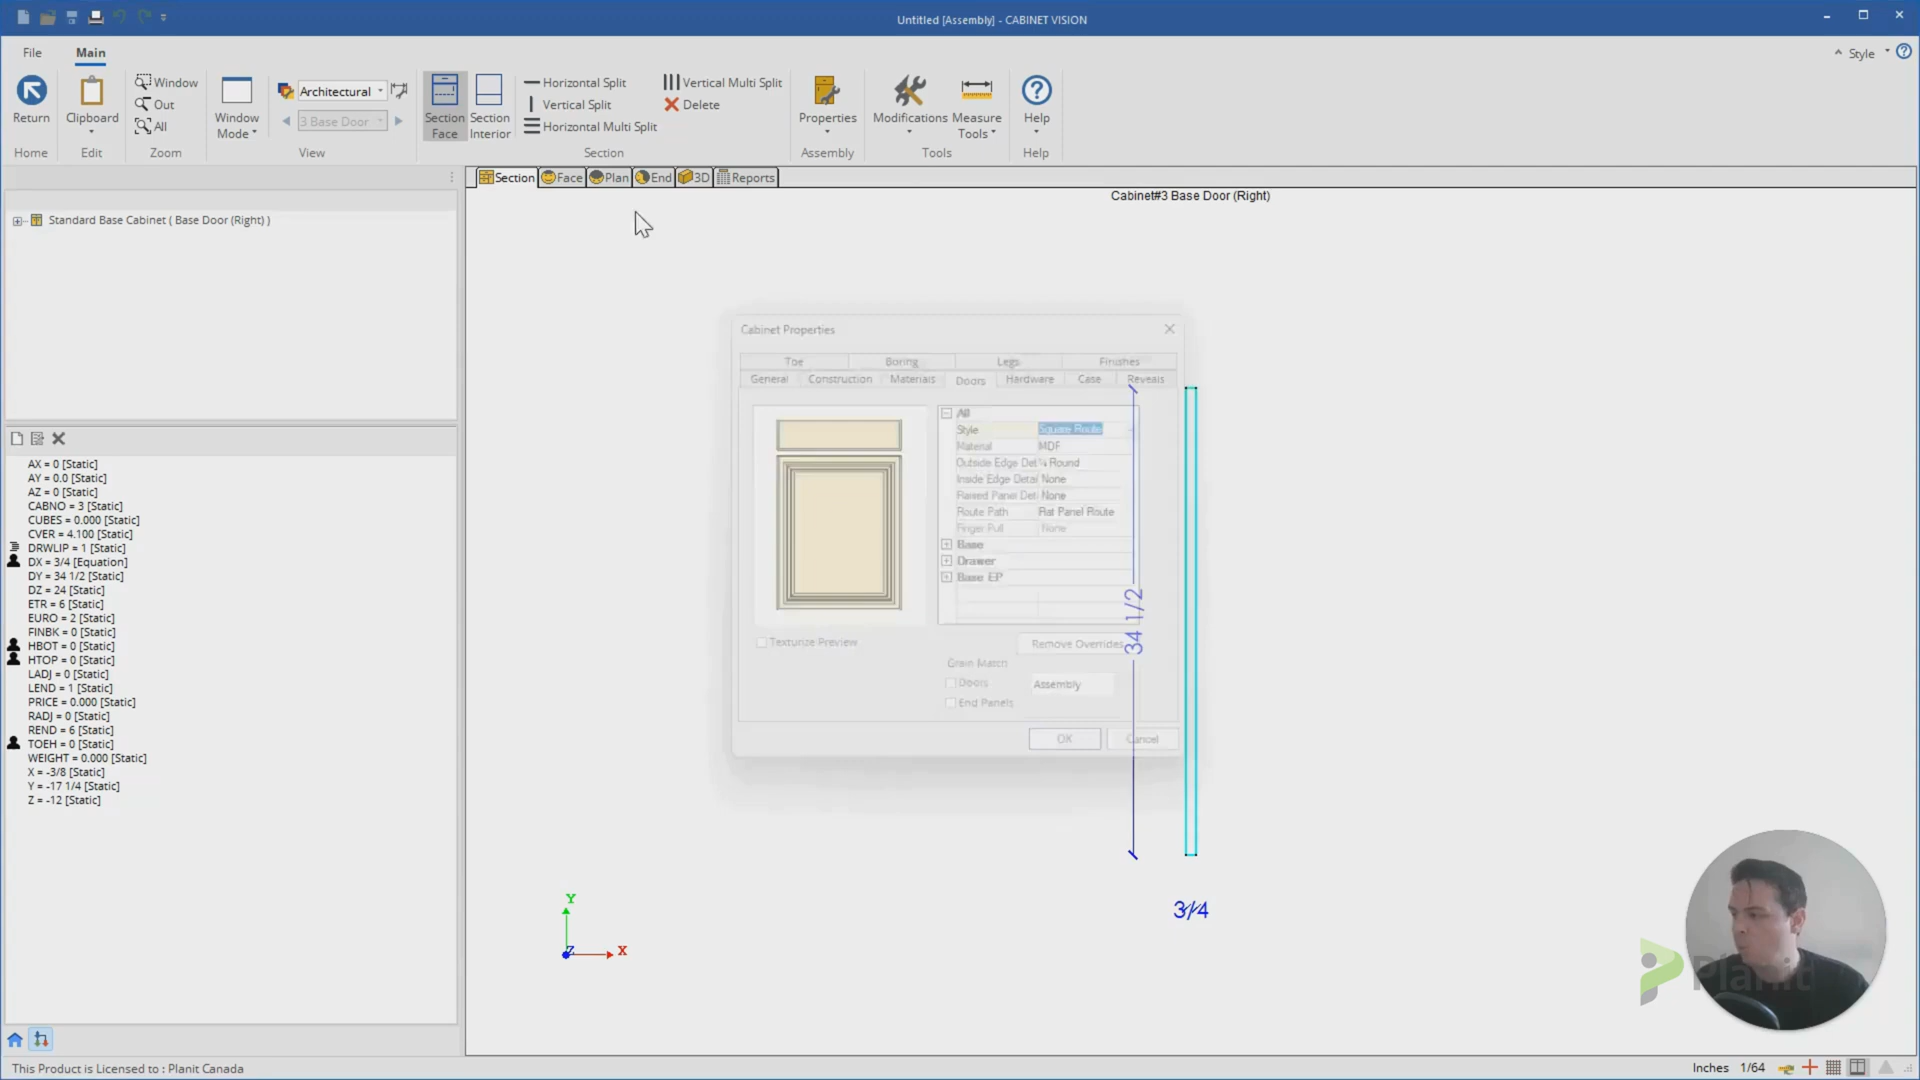 Untitled [Assembly] - CABINET VISION
File
Main
Style
Return
Clipboard
Window
Out
All
Window
Mode
Architectural
3 Base Door
Section
Face
Section
Interior
Horizontal Split
Vertical Split
Horizontal Multi Split
Vertical Multi Split
Delete
Properties
Modifications
Measure
Tools
Help
Home
Edit
Zoom
View
Section
Assembly
Tools
Help
Section
Face
Plan
End
3D
Reports
Cabinet#3 Base Door (Right)
Standard Base Cabinet ( Base Door (Right) )
AX = 0 [Static]
AY = 0.0 [Static]
AZ = 0 [Static]
CABNO = 3 [Static]
CUBES = 0.000 [Static]
CVER = 4.100 [Static]
DRWLIP = 1 [Static]
DX = 3/4 [Equation]
DY = 34 1/2 [Static]
DZ = 24 [Static]
ETR = 6 [Static]
EURO = 2 [Static]
FINBK = 0 [Static]
HBOT = 0 [Static]
HTOP = 0 [Static]
LADJ = 0 [Static]
LEND = 1 [Static]
PRICE = 0.000 [Static]
RADJ = 0 [Static]
REND = 6 [Static]
TOEH = 0 [Static]
WEIGHT = 0.000 [Static]
X = -3/8 [Static]
Y = -17 1/4 [Static]
Z = -12 [Static]
Cabinet Properties
Toe
Boring
Legs
Finishes
General
Construction
Materials
Doors
Hardware
Case
Reveals
All
Style Square Route
Material MDF
Outside Edge Det ¼ Round
Inside Edge Detai None
Raised Panel Det None
Route Path Flat Panel Route
Finger Pull None
Base
Drawer
Base EP
Texturize Preview
Remove Overrides
Grain Match
Doors
Assembly
End Panels
OK
Cancel
34 1/2
3/4
Y
Z
X
Planit
This Product is Licensed to : Planit Canada
Inches
1/64